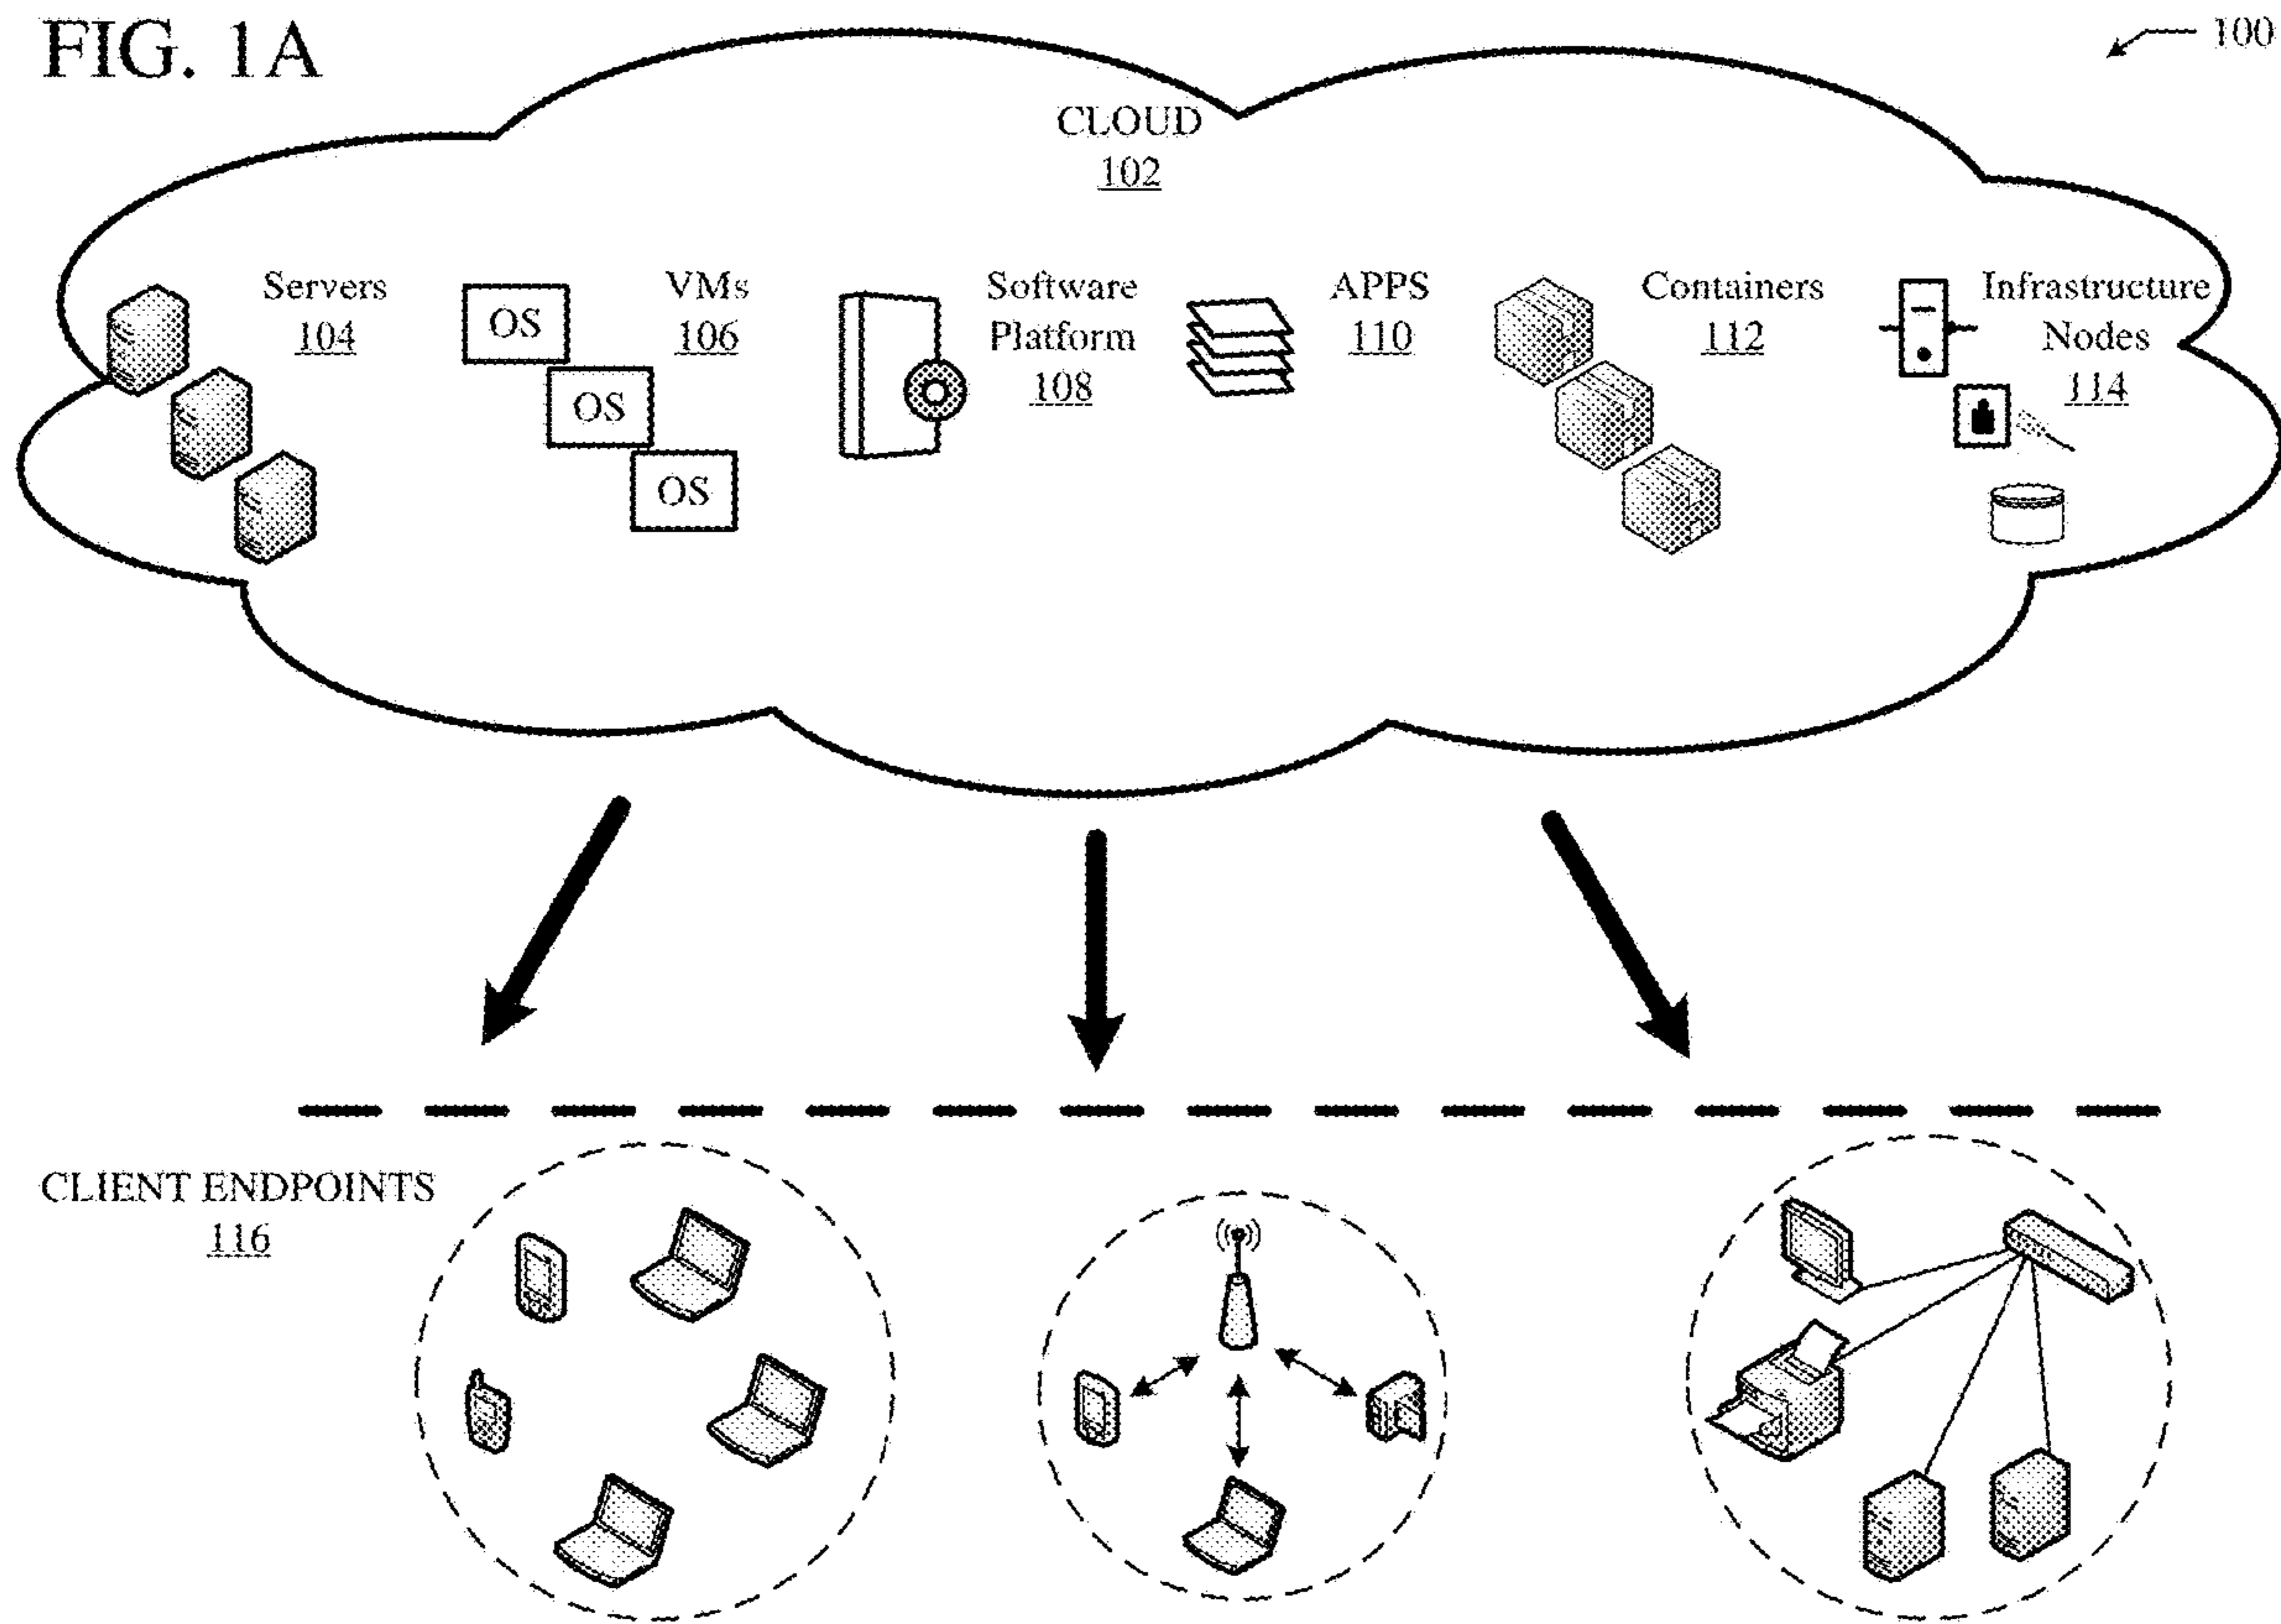 FIG. 1A
100
CLOUD
102
Servers
104
VMs
106
Software
Platform
108
APPS
110
Containers
112
Infrastructure
Nodes
114
OS
OS
OS
CLIENT ENDPOINTS
116